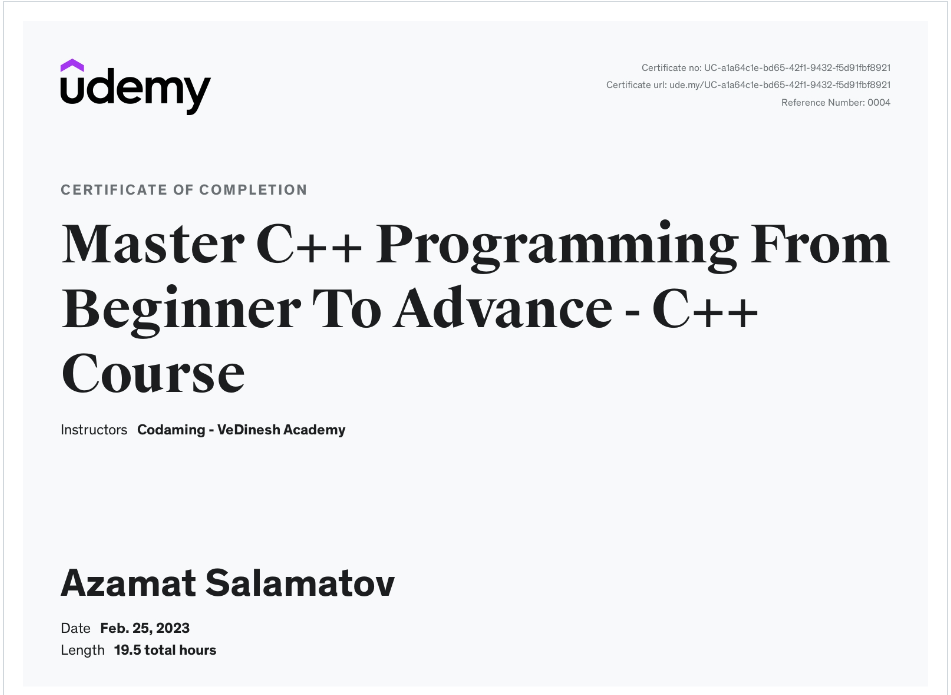 udemy
Certificate no: UC-a1a64c1e-bd65-42f1-9432-f5d91fbf8921
Certificate url: ude.my/UC-a1a64c1e-bd65-42f1-9432-f5d91fbf8921
Reference Number: 0004
CERTIFICATE OF COMPLETION
Master C++ Programming From
Beginner To Advance - C++
Course
Instructors Codaming - VeDinesh Academy
Azamat Salamatov
Date Feb. 25, 2023
Length 19.5 total hours